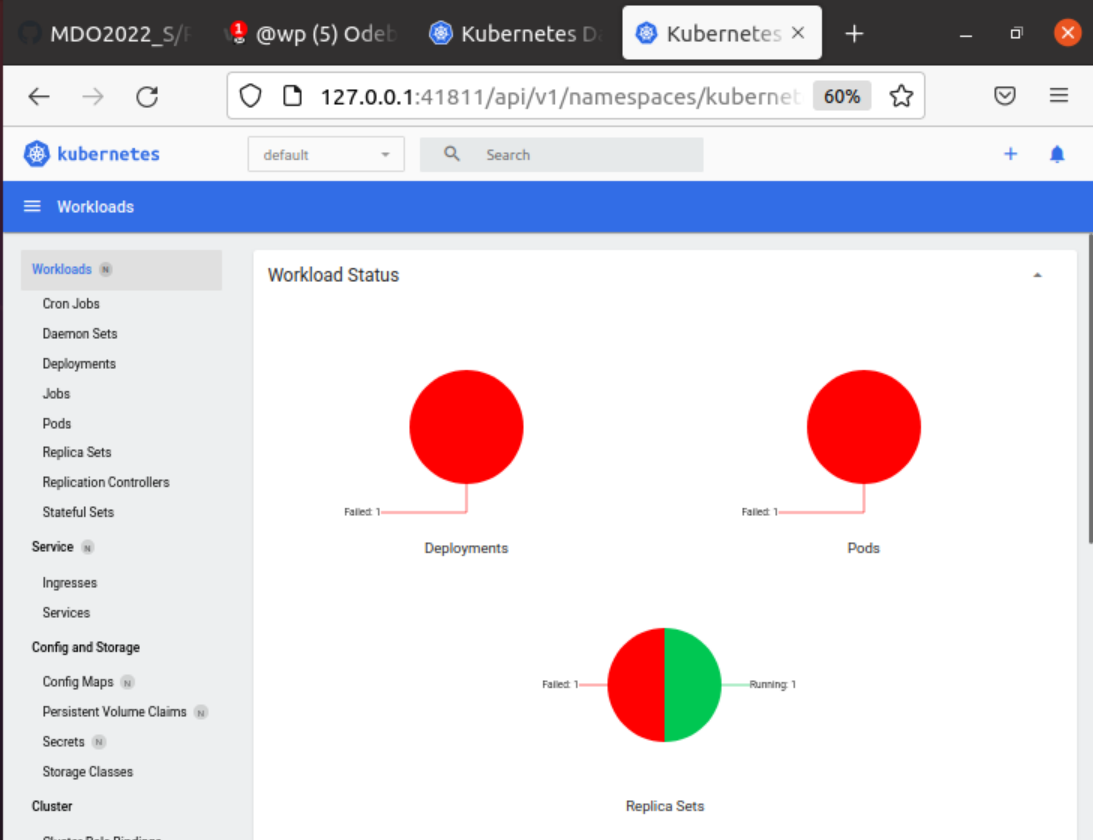 MDO2022_S/
1 @wp (5) Odeb
Kubernetes D
Kubernetes
127.0.0.1:41811/api/v1/namespaces/kubernet 60%
kubernetes default Search
Workloads
Workloads N
Cron Jobs
Daemon Sets
Deployments
Jobs
Pods
Replica Sets
Replication Controllers
Stateful Sets
Service N
Ingresses
Services
Config and Storage
Config Maps N
Persistent Volume Claims N
Secrets N
Storage Classes
Cluster
Cluster Role Bindings
Workload Status
Failed: 1
Deployments
Failed: 1
Pods
Failed: 1
Running: 1
Replica Sets